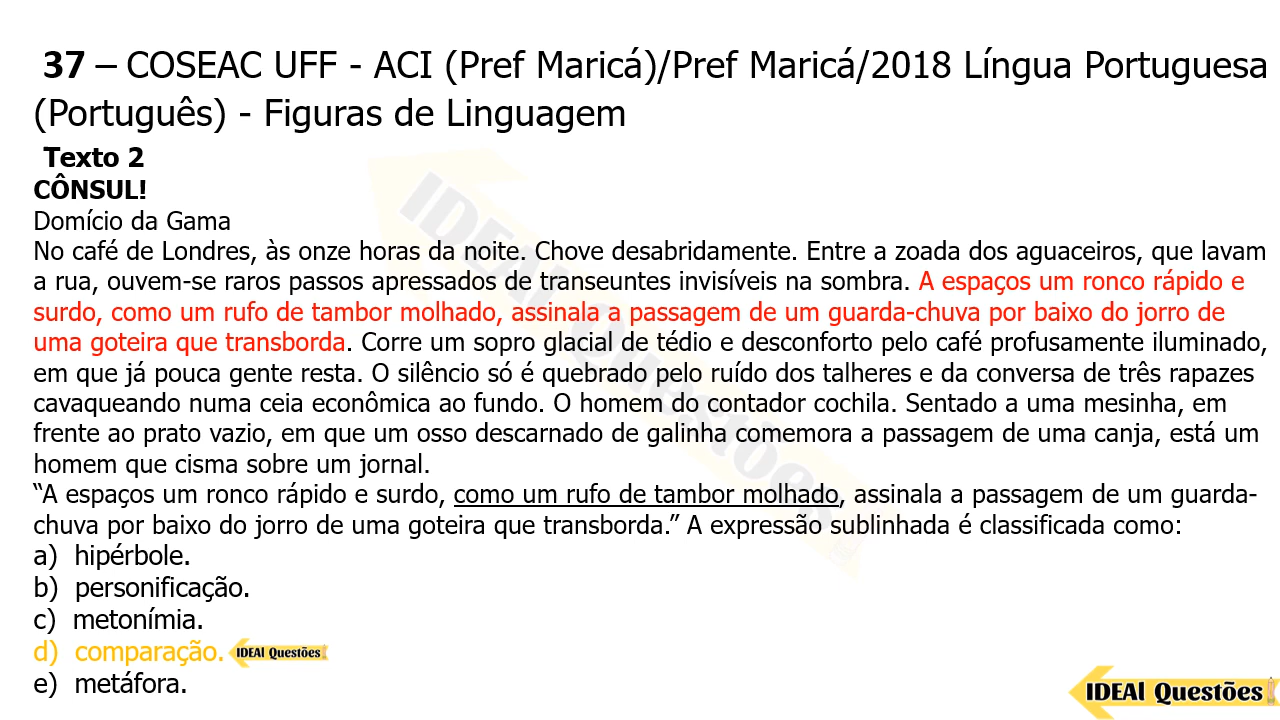 37 – COSEAC UFF - ACI (Pref Maricá)/Pref Maricá/2018 Língua Portuguesa
(Português) - Figuras de Linguagem
Texto 2
CÔNSUL!
Domício da Gama
No café de Londres, às onze horas da noite. Chove desabridamente. Entre a zoada dos aguaceiros, que lavam
a rua, ouvem-se raros passos apressados de transeuntes invisíveis na sombra. A espaços um ronco rápido e
surdo, como um rufo de tambor molhado, assinala a passagem de um guarda-chuva por baixo do jorro de
uma goteira que transborda. Corre um sopro glacial de tédio e desconforto pelo café profusamente iluminado,
em que já pouca gente resta. O silêncio só é quebrado pelo ruído dos talheres e da conversa de três rapazes
cavaqueando numa ceia econômica ao fundo. O homem do contador cochila. Sentado a uma mesinha, em
frente ao prato vazio, em que um osso descarnado de galinha comemora a passagem de uma canja, está um
homem que cisma sobre um jornal.
“A espaços um ronco rápido e surdo, como um rufo de tambor molhado, assinala a passagem de um guarda-
chuva por baixo do jorro de uma goteira que transborda.” A expressão sublinhada é classificada como:
a) hipérbole.
b) personificação.
c) metonímia.
d) comparação. IDEAl Questões
e) metáfora.
IDEAl Questões
IDEAl Questões